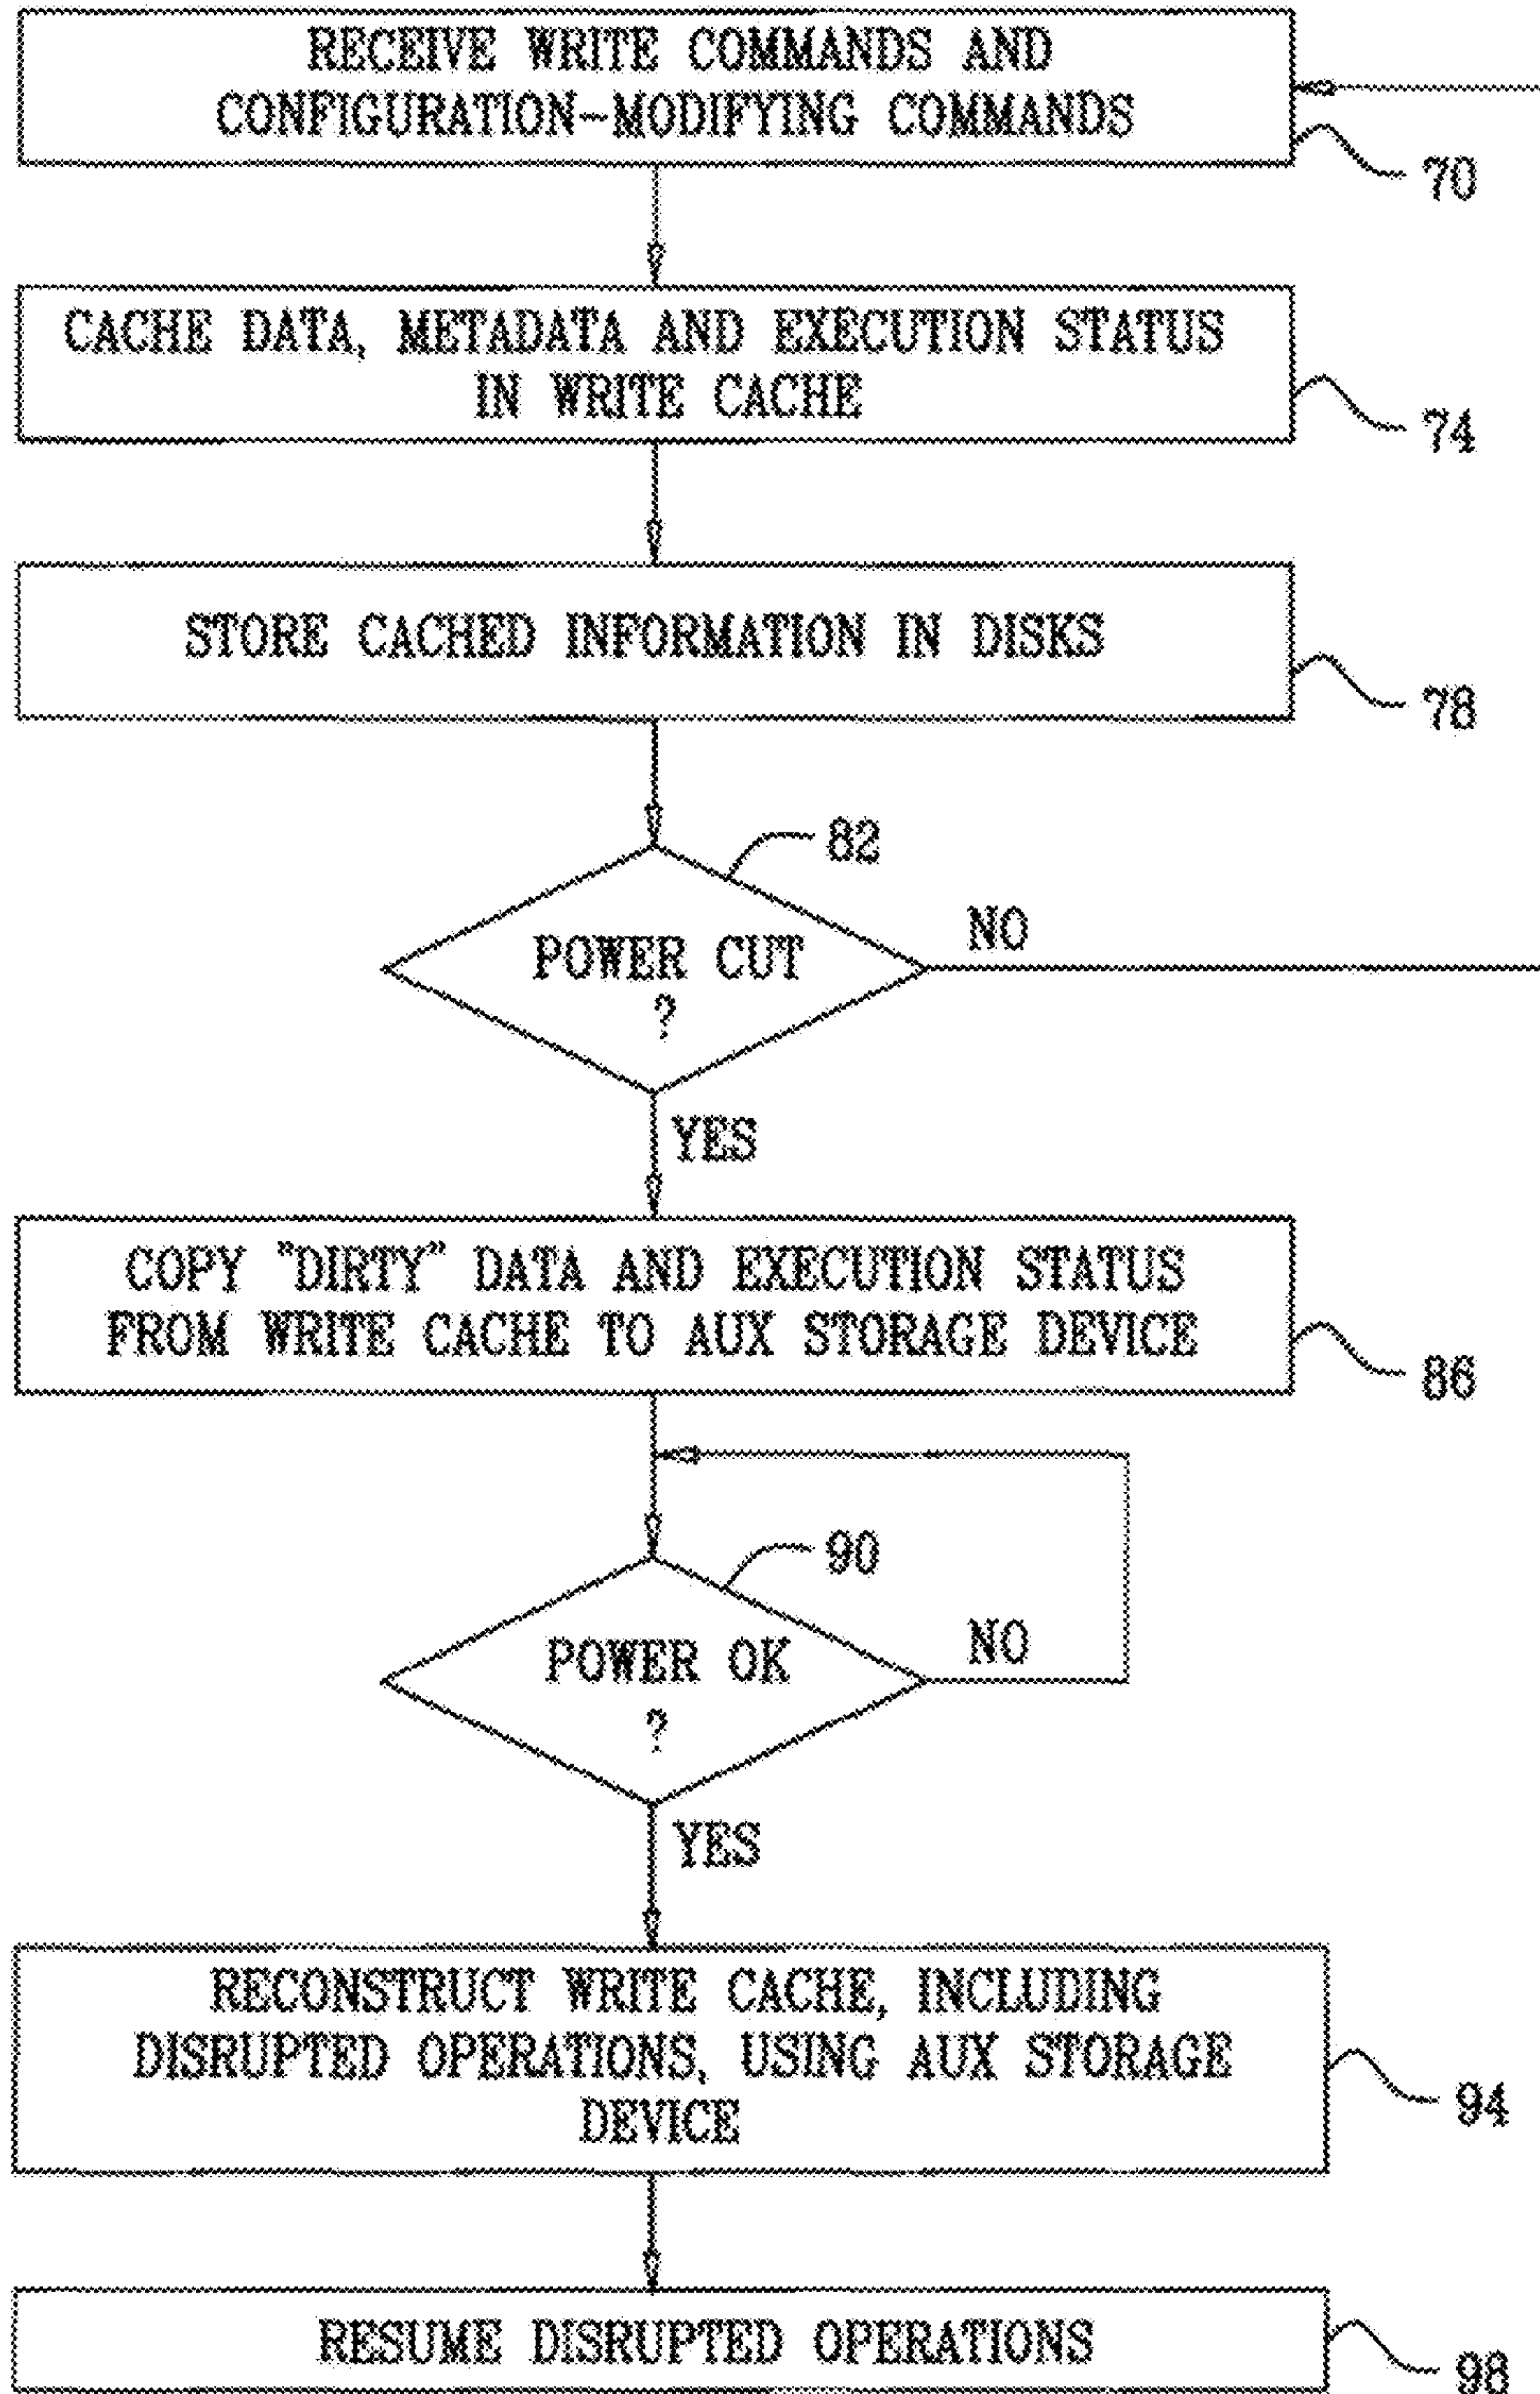 RECEIVE WRITE COMMANDS AND
CONFIGURATION-MODIFYING COMMANDS
70
CACHE DATA, METADATA AND EXECUTION STATUS
IN WRITE CACHE
74
STORE CACHED INFORMATION IN DISKS
78
82
POWER CUT
?
NO
YES
COPY "DIRTY" DATA AND EXECUTION STATUS
FROM WRITE CACHE TO AUX STORAGE DEVICE
86
90
POWER OK
?
NO
YES
RECONSTRUCT WRITE CACHE, INCLUDING
DISRUPTED OPERATIONS, USING AUX STORAGE
DEVICE
94
RESUME DISRUPTED OPERATIONS
98